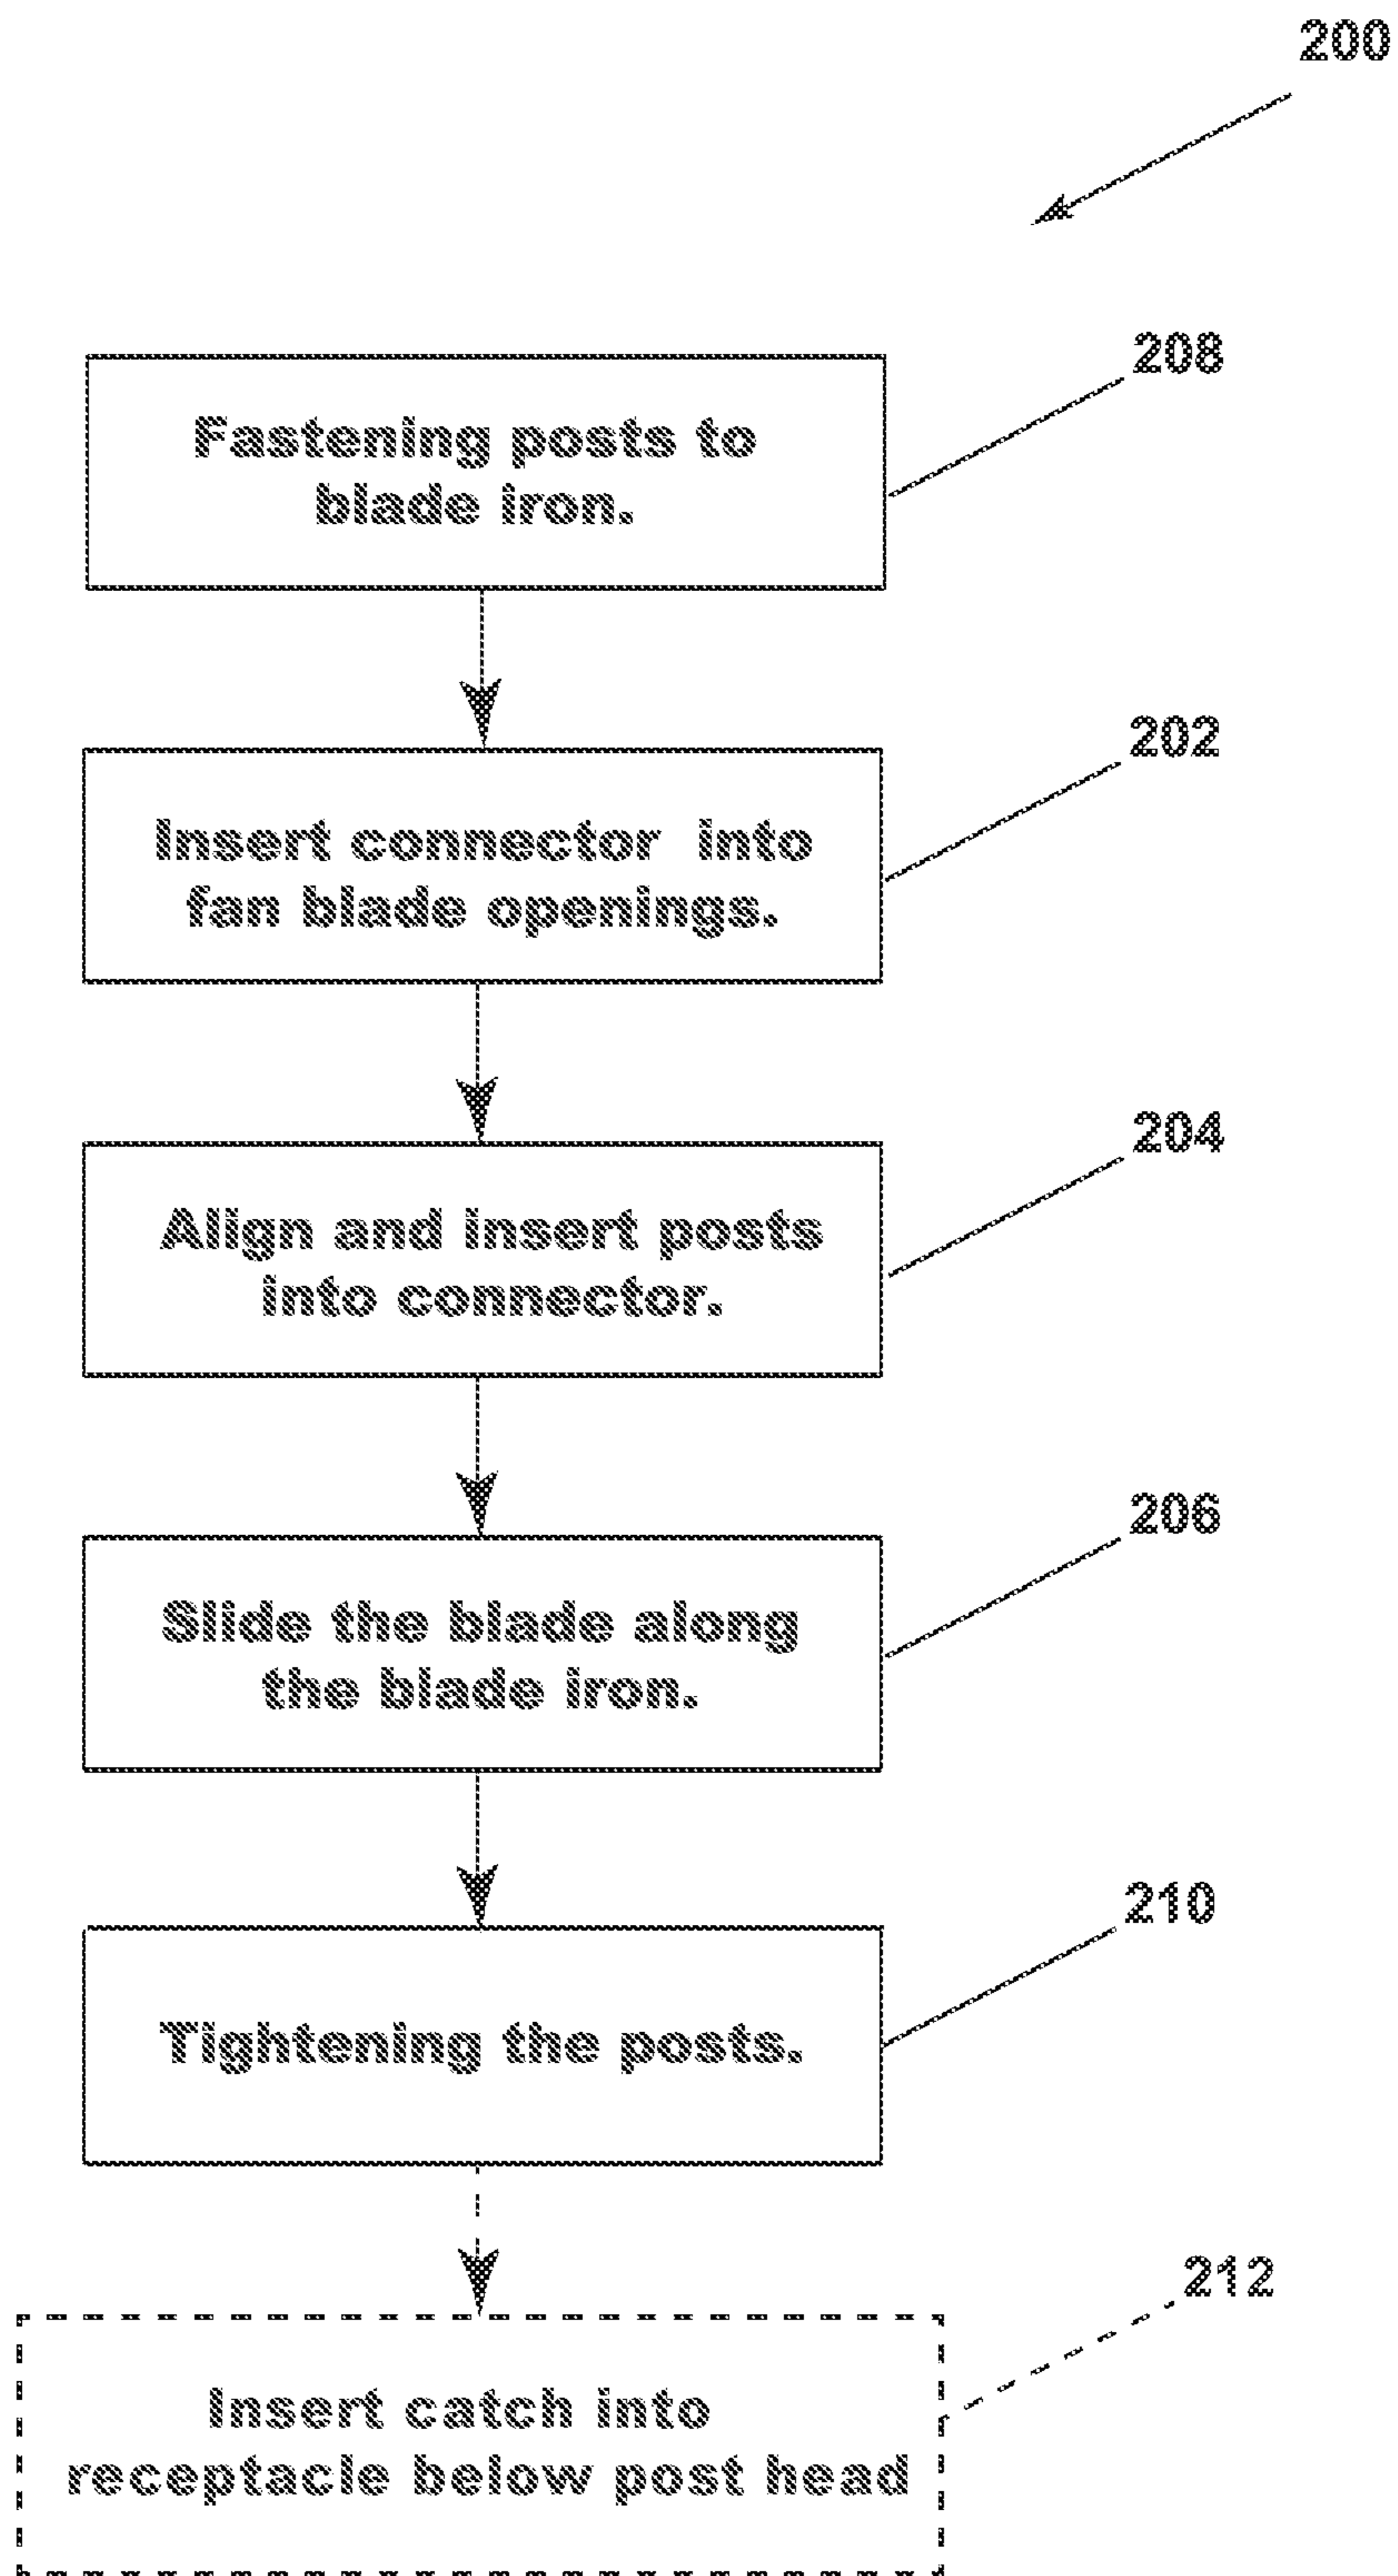 200
208
Fastening posts to
blade iron.
202
Insert connector into
fan blade openings.
204
Align and insert posts
into connector.
206
Slide the blade along
the blade iron.
210
Tightening the posts.
212
Insert catch into
receptacle below post head